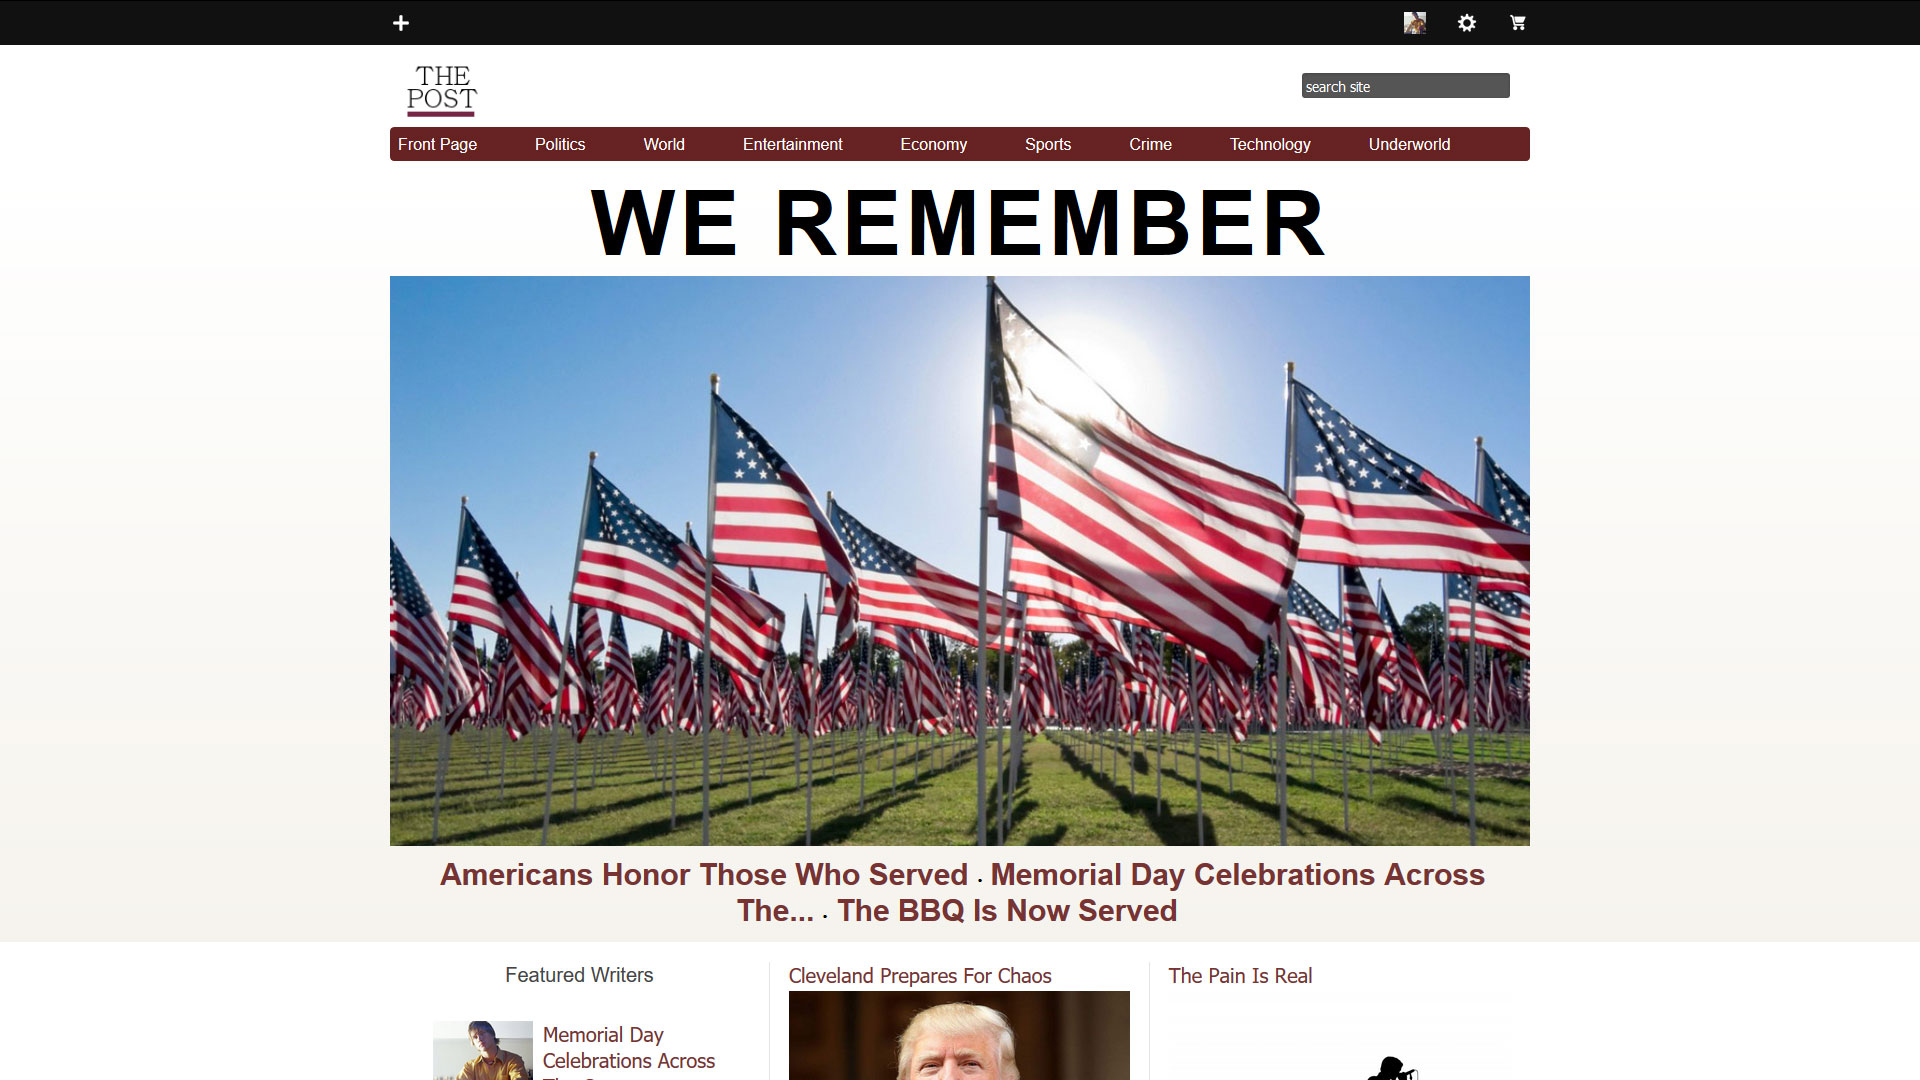 THE
POST
search site
Front Page Politics World Entertainment Economy Sports Crime Technology Underworld
WE REMEMBER
Americans Honor Those Who Served . Memorial Day Celebrations Across
The... . The BBQ Is Now Served
Featured Writers
Memorial Day
Celebrations Across
Cleveland Prepares For Chaos
The Pain Is Real